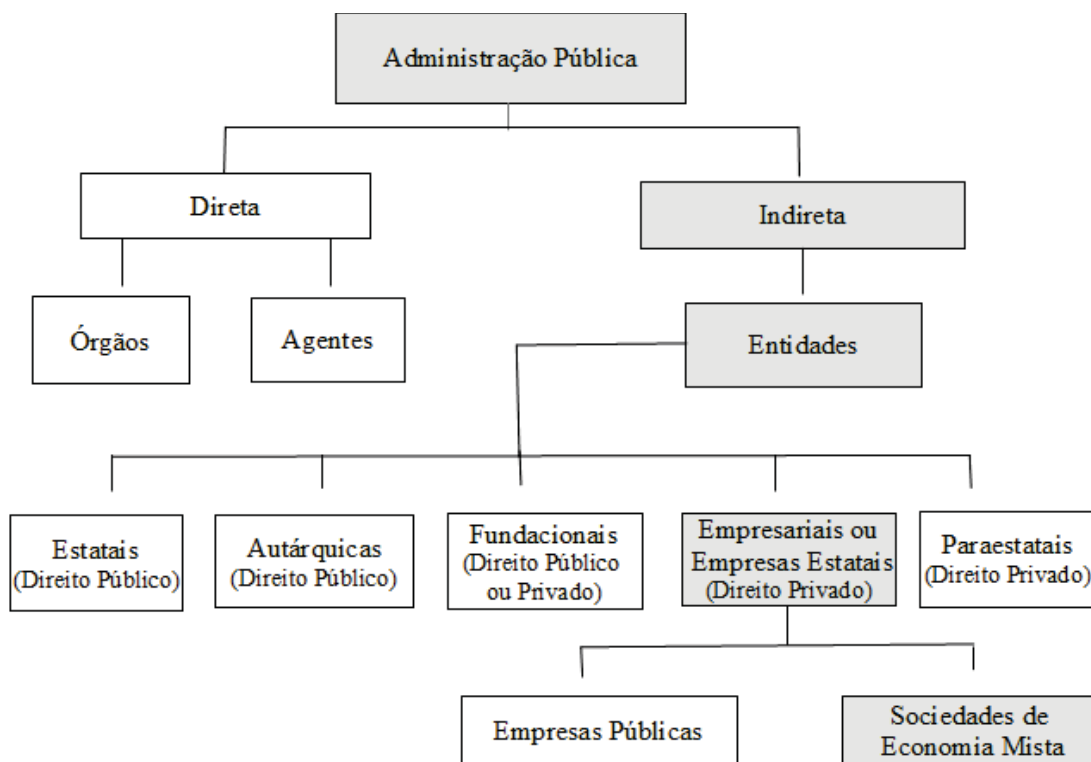 Administração Pública
Direta
Indireta
Órgãos
Agentes
Entidades
Estatais
(Direito Público)
Autárquicas
(Direito Público)
Fundacionais
(Direito Público
ou Privado)
Empresariais ou
Empresas Estatais
(Direito Privado)
Paraestatais
(Direito Privado)
Empresas Públicas
Sociedades de
Economia Mista